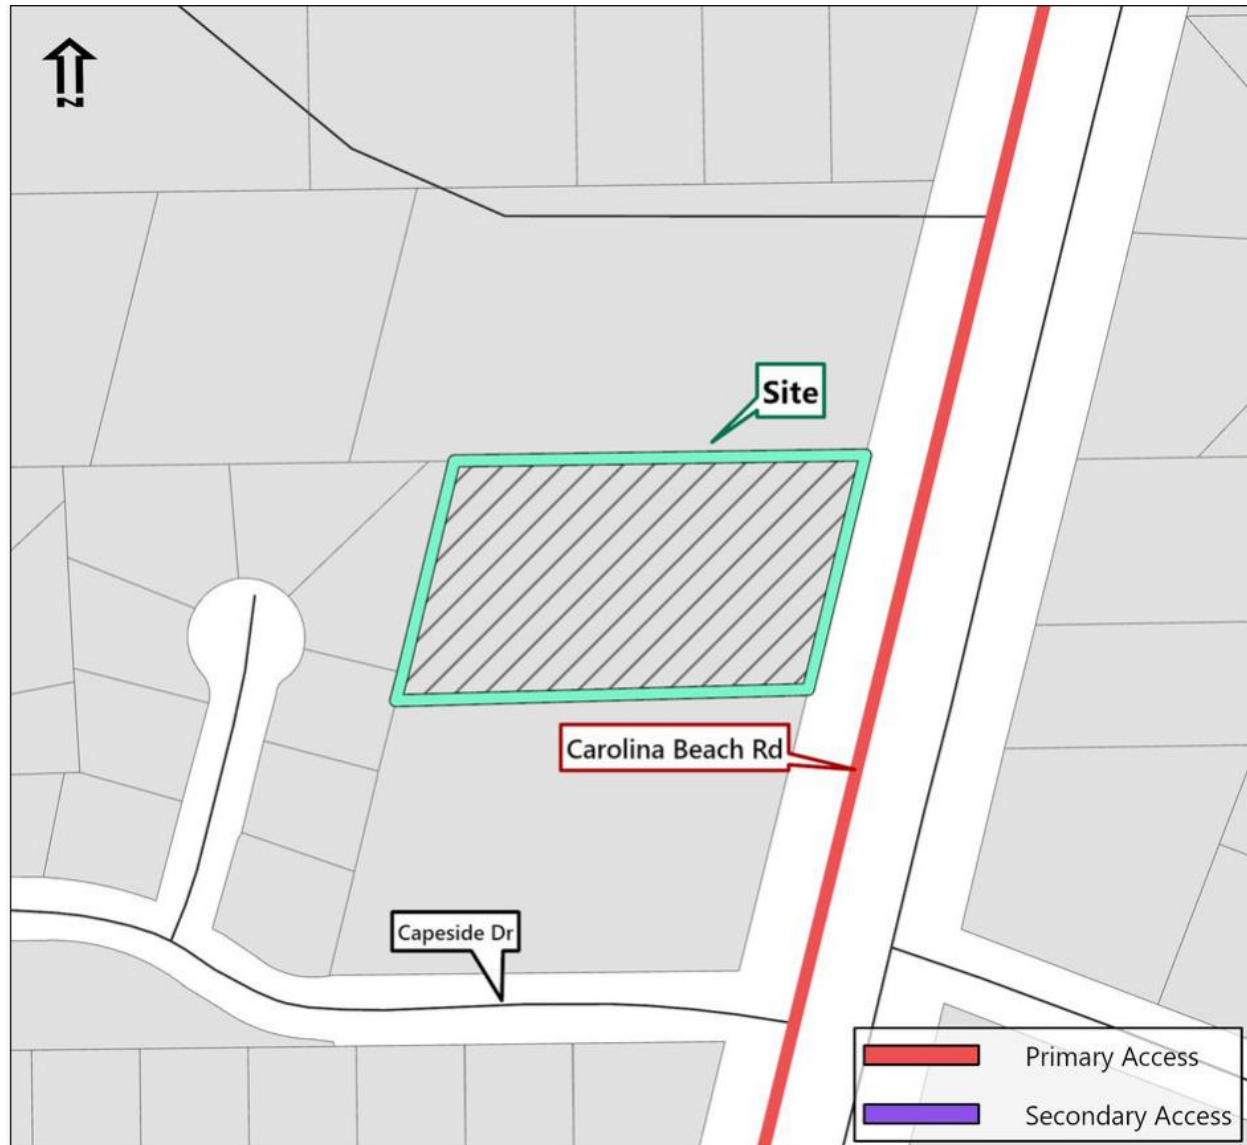 N
Site
Carolina Beach Rd
Capeside Dr
Primary Access
Secondary Access